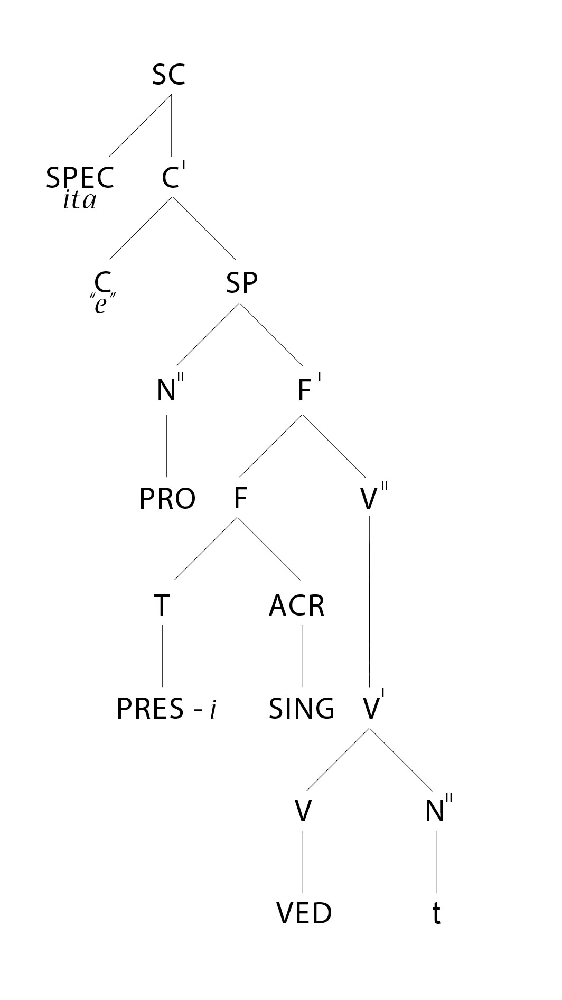 SC
SPEC C'
ita
C SP
“e”
N'' F'
PRO F V''
T ACR
PRES - i SING V'
V N''
VED t